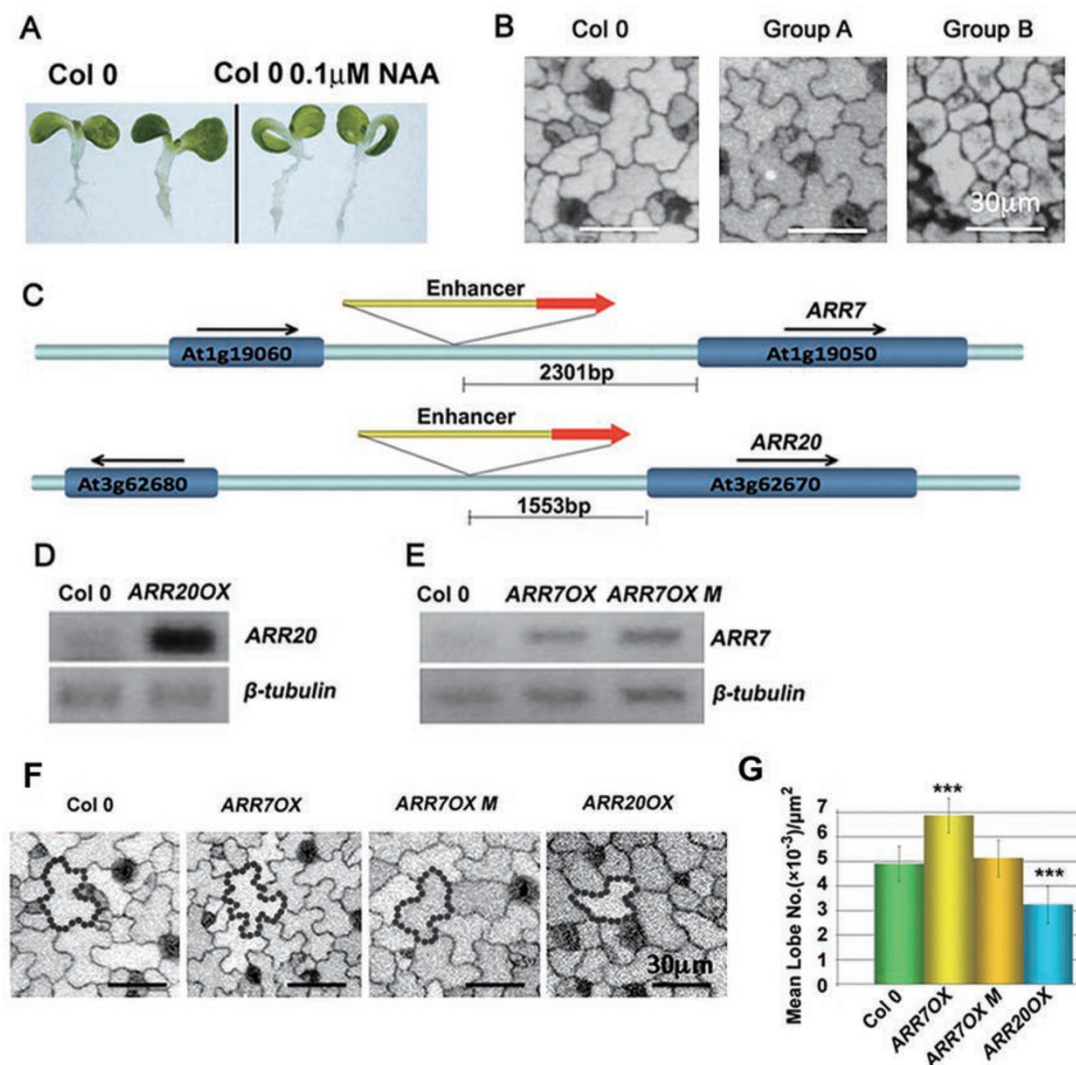 A
Col 0
Col 0 0.1μM NAA
B
Col 0
Group A
Group B
30μm
C
Enhancer
ARR7
At1g19060
At1g19050
2301bp
Enhancer
ARR20
At3g62680
At3g62670
1553bp
D
Col 0
ARR20OX
ARR20
β-tubulin
E
Col 0
ARR7OX
ARR7OX M
ARR7
β-tubulin
F
Col 0
ARR7OX
ARR7OX M
ARR20OX
30μm
G
Mean Lobe No.(×10⁻³)/μm²
7
6
5
4
3
2
1
0
***
***
Col 0
ARR7OX
ARR7OX M
ARR20OX